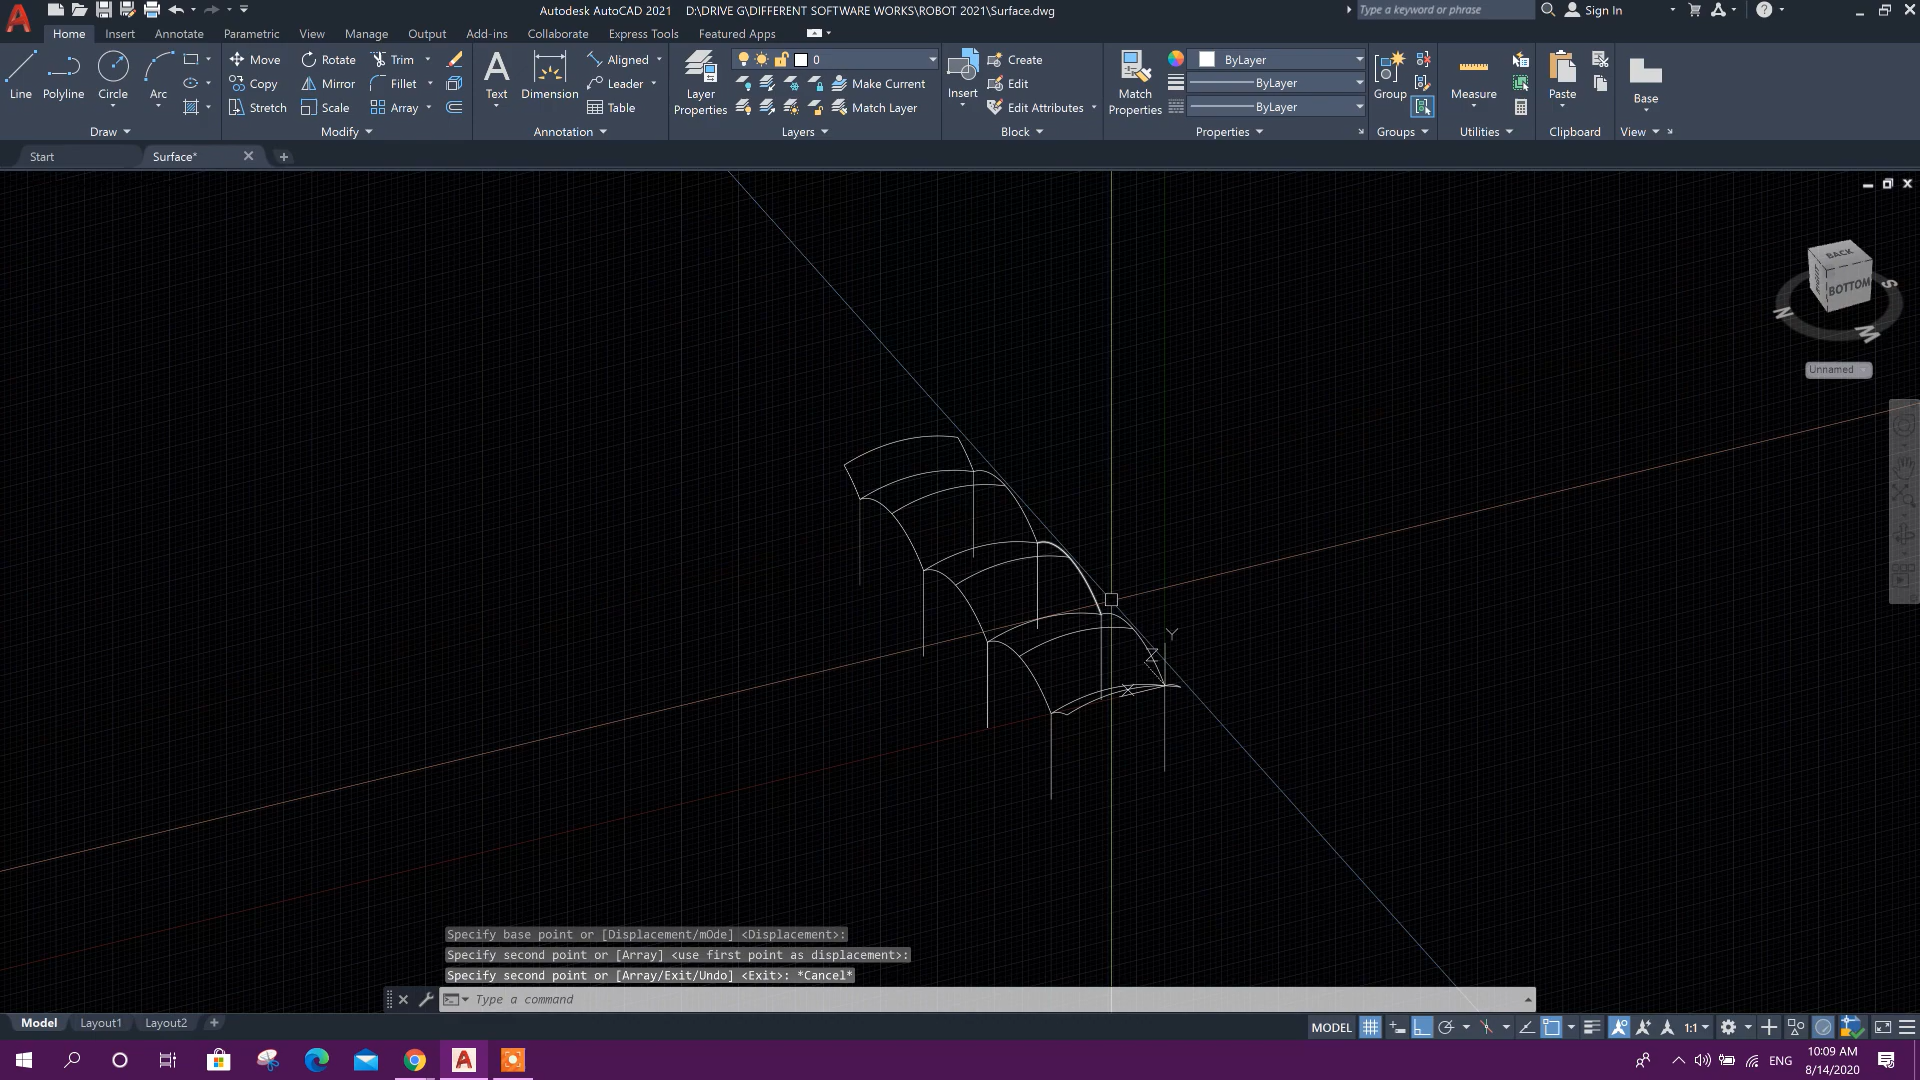 Autodesk AutoCAD 2021 D:\DRIVE G\DIFFERENT SOFTWARE WORKS\ROBOT 2021\Surface.dwg
Type a keyword or phrase
Sign In
Home Insert Annotate Parametric View Manage Output Add-ins Collaborate Express Tools Featured Apps
Line Polyline Circle Arc
Move Rotate Trim
Copy Mirror Fillet
Stretch Scale Array
Text Dimension
Aligned
Leader
Table
Layer Properties
0
Make Current
Match Layer
Insert
Create
Edit
Edit Attributes
Match Properties
ByLayer
ByLayer
ByLayer
Group
Measure
Paste
Base
Draw Modify Annotation Layers Block Properties Groups Utilities Clipboard View
Start Surface*
BACK
BOTTOM
N
S
W
Unnamed
Y
Z
X
Specify base point or [Displacement/mOde] <Displacement>:
Specify second point or [Array] <use first point as displacement>:
Specify second point or [Array/Exit/Undo] <Exit>: *Cancel*
Type a command
Model Layout1 Layout2
MODEL
1:1
ENG
10:09 AM
8/14/2020